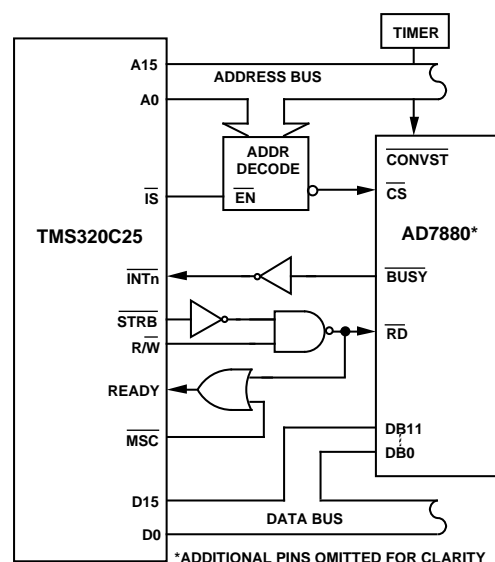 TIMER
A15
ADDRESS BUS
A0
ADDR
DECODE
CONVST
IS
EN
CS
TMS320C25
AD7880*
INTn
BUSY
STRB
R/W
RD
READY
MSC
DB11
DB0
D15
DATA BUS
D0
*ADDITIONAL PINS OMITTED FOR CLARITY